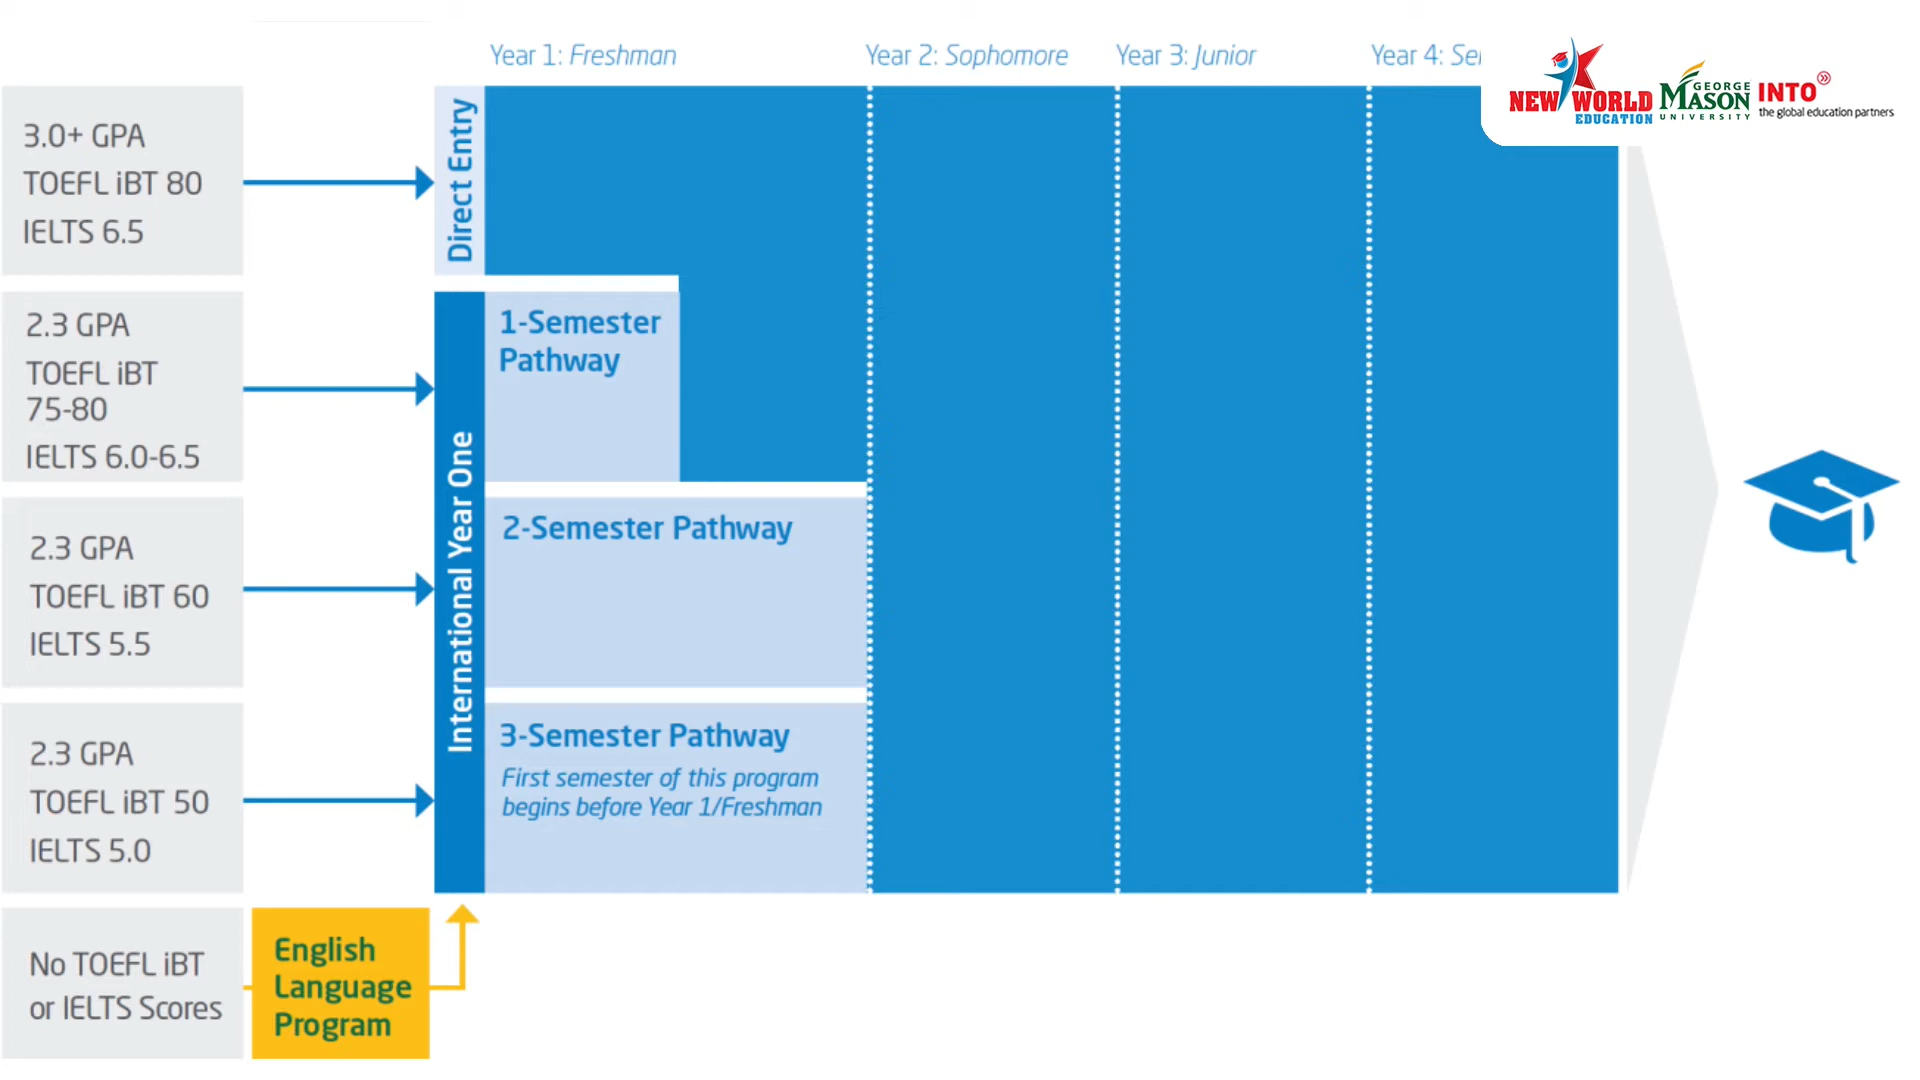 Year 1: Freshman
Year 2: Sophomore
Year 3: Junior
Year 4:
NEW WORLD
EDUCATION
GEORGE
MASON
UNIVERSITY
INTO
the global education partners
3.0+ GPA
TOEFL iBT 80
IELTS 6.5
Direct Entry
2.3 GPA
TOEFL iBT
75-80
IELTS 6.0-6.5
International Year One
1-Semester
Pathway
2.3 GPA
TOEFL iBT 60
IELTS 5.5
2-Semester Pathway
2.3 GPA
TOEFL iBT 50
IELTS 5.0
3-Semester Pathway
First semester of this program
begins before Year 1/Freshman
No TOEFL iBT
or IELTS Scores
English
Language
Program